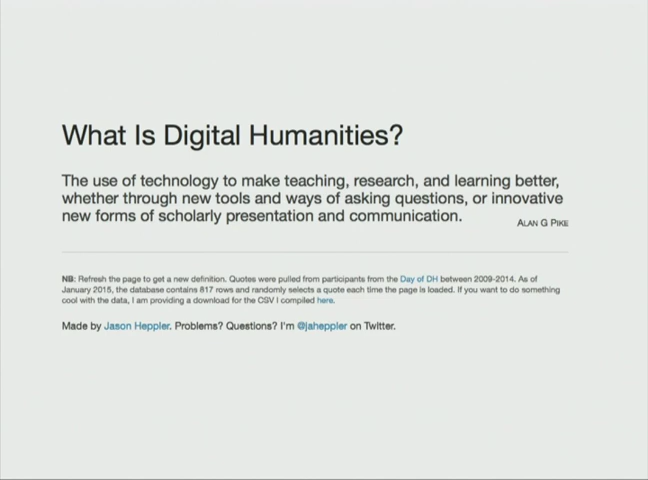 What Is Digital Humanities?
The use of technology to make teaching, research, and learning better,
whether through new tools and ways of asking questions, or innovative
new forms of scholarly presentation and communication.
ALAN G PIKE
NB: Refresh the page to get a new definition. Quotes were pulled from participants from the Day of DH between 2009-2014. As of
January 2015, the database contains 817 rows and randomly selects a quote each time the page is loaded. If you want to do something
cool with the data, I am providing a download for the CSV I compiled here.
Made by Jason Heppler. Problems? Questions? I'm @jaheppler on Twitter.